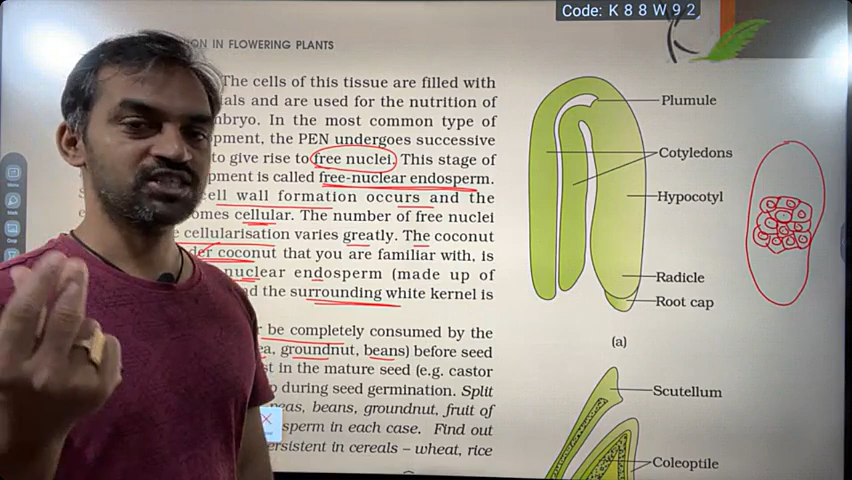 Code: K 8 8 W 9 2
ION IN FLOWERING PLANTS
The cells of this tissue are filled with
als and are used for the nutrition of
bryo. In the most common type of
opment, the PEN undergoes successive
to give rise to free nuclei. This stage of
pment is called free-nuclear endosperm.
cell wall formation occurs and the
omes cellular. The number of free nuclei
e cellularisation varies greatly. The coconut
der coconut that you are familiar with, is
nuclear endosperm (made up of
nd the surrounding white kernel is
r be completely consumed by the
ea, groundnut, beans) before seed
st in the mature seed (e.g. castor
o during seed germination. Split
peas, beans, groundnut, fruit of
sperm in each case. Find out
ersistent in cereals – wheat, rice
Plumule
Cotyledons
Hypocotyl
Radicle
Root cap
(a)
Scutellum
Coleoptile